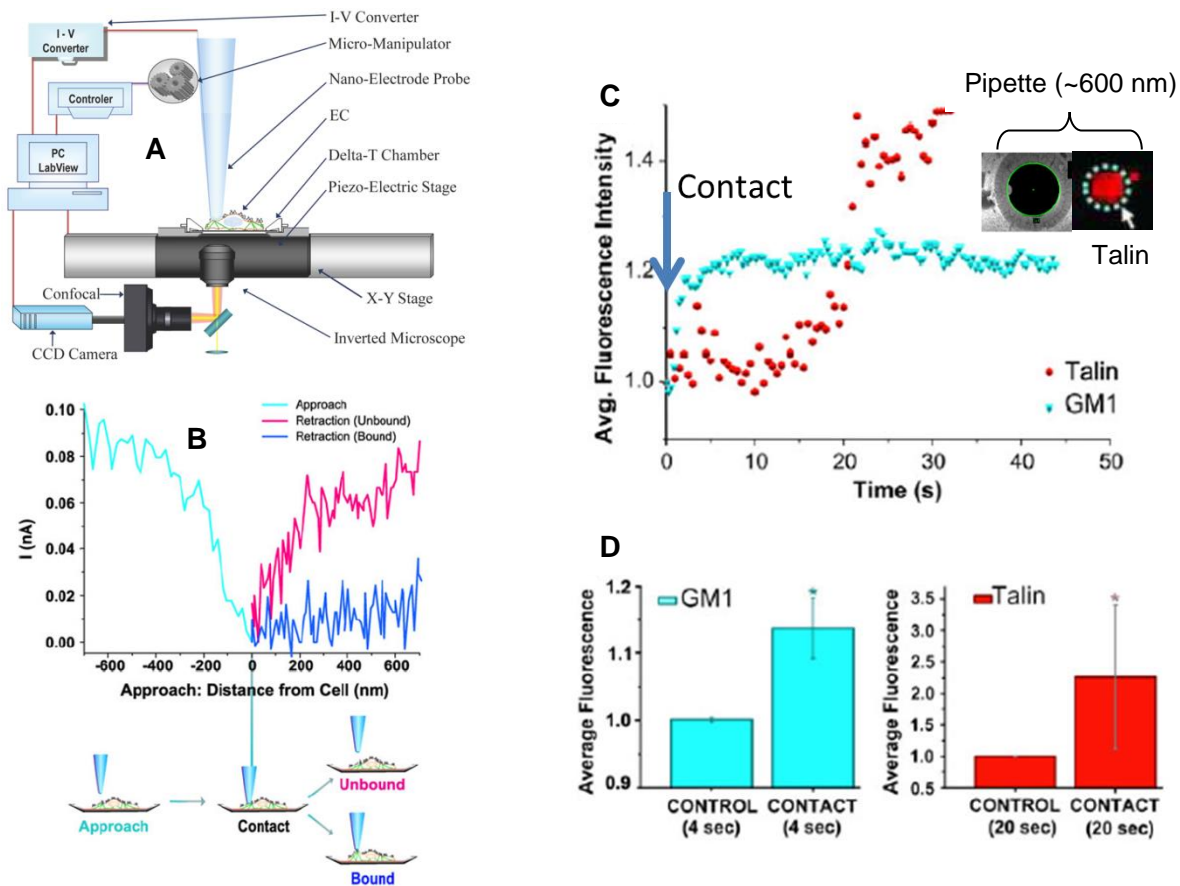 I-V Converter
I - V
Converter
Micro-Manipulator
Controler
Nano-Electrode Probe
EC
A
PC
LabView
Delta-T Chamber
Piezo-Electric Stage
Confocal
X-Y Stage
CCD Camera
Inverted Microscope
B
Approach
Retraction (Unbound)
Retraction (Bound)
I (nA)
0.10
0.08
0.06
0.04
0.02
0.00
-600 -400 -200 0 200 400 600
Approach: Distance from Cell (nm)
Approach
Contact
Unbound
Bound
C
Pipette (~600 nm)
Talin
Contact
Avg. Fluorescence Intensity
1.4
1.2
1.0
Talin
GM1
0 10 20 30 40 50
Time (s)
D
Average Fluorescence
1.2
1.1
1.0
0.9
GM1
*
CONTROL CONTACT
(4 sec) (4 sec)
Average Fluorescence
3.5
3.0
2.5
2.0
1.5
1.0
0.5
Talin
*
CONTROL CONTACT
(20 sec) (20 sec)